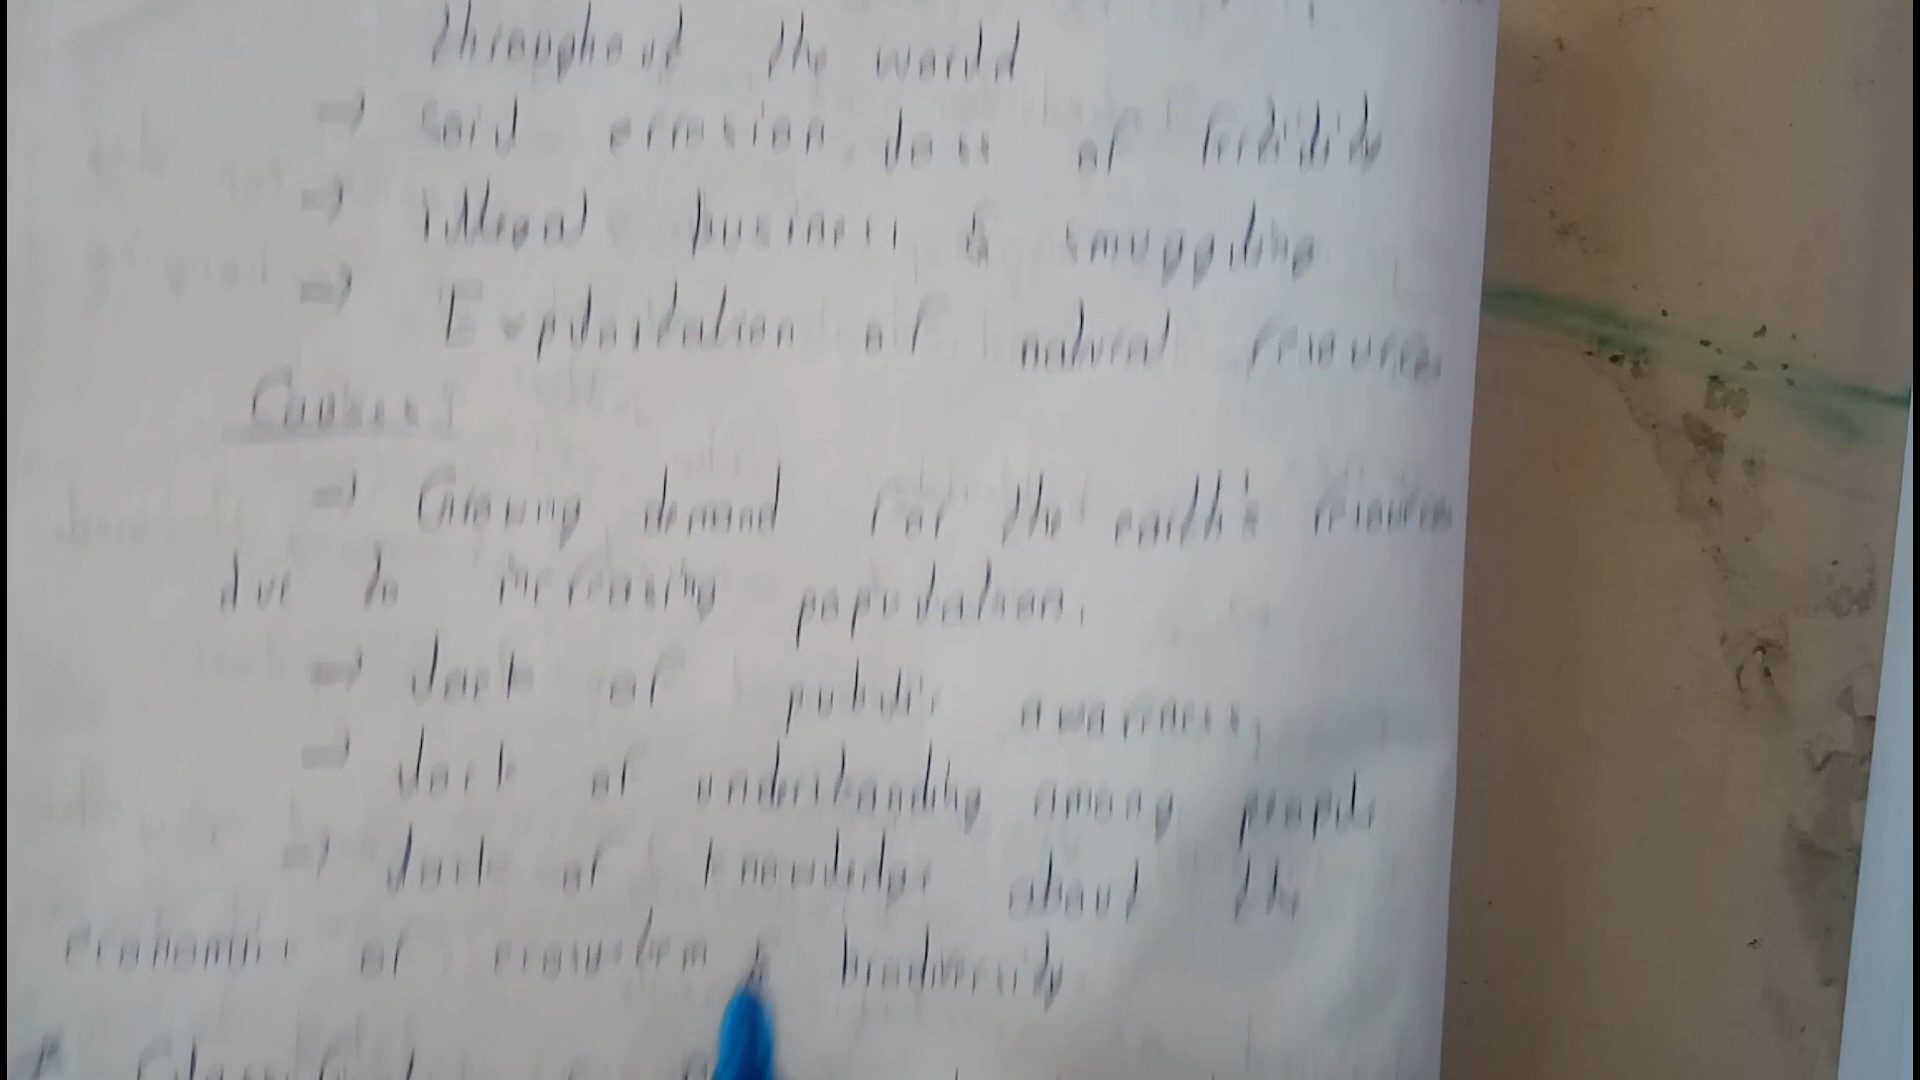 throughout the world
⇒ soil erosion, loss of fertility
⇒ illegal business & smuggling
⇒ Exploitation of natural resources
Causes:
⇒ Growing demand for the earth's resources
due to increasing population.
⇒ lack of public awareness.
⇒ lack of understanding among people
⇒ lack of knowledge about the
economics of ecosystem & biodiversity